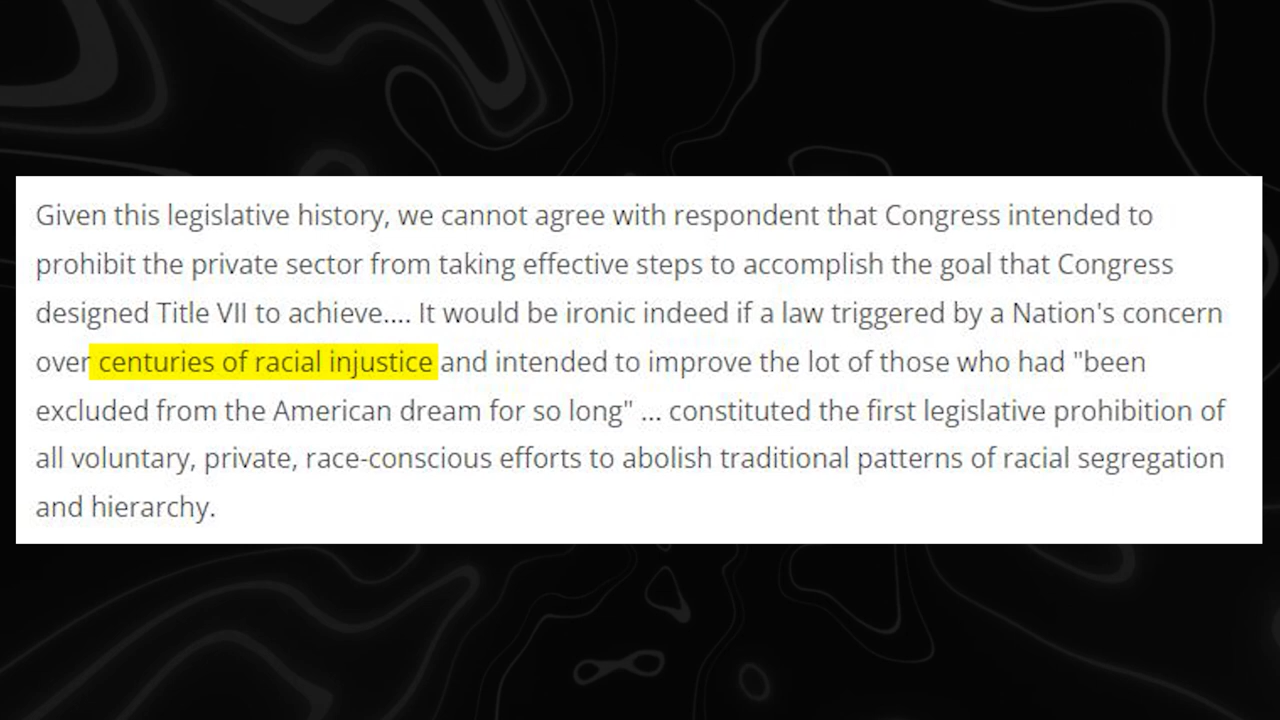 Given this legislative history, we cannot agree with respondent that Congress intended to
prohibit the private sector from taking effective steps to accomplish the goal that Congress
designed Title VII to achieve.... It would be ironic indeed if a law triggered by a Nation's concern
over centuries of racial injustice and intended to improve the lot of those who had "been
excluded from the American dream for so long" ... constituted the first legislative prohibition of
all voluntary, private, race-conscious efforts to abolish traditional patterns of racial segregation
and hierarchy.